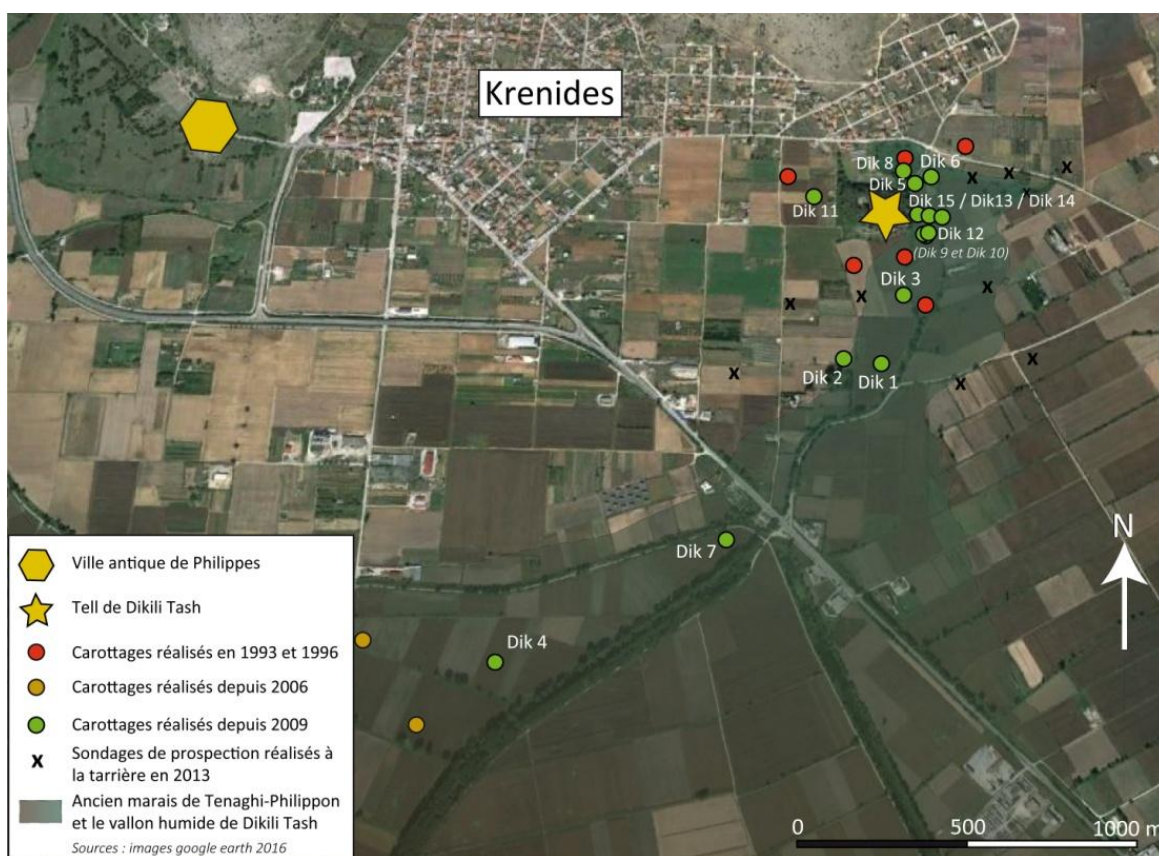 Krenides
Dik 8
Dik 6
Dik 5
Dik 11
Dik 15 / Dik13 / Dik 14
Dik 12
(Dik 9 et Dik 10)
Dik 3
Dik 2
Dik 1
Dik 7
Dik 4
N
Ville antique de Philippes
Tell de Dikili Tash
Carottages réalisés en 1993 et 1996
Carottages réalisés depuis 2006
Carottages réalisés depuis 2009
x Sondages de prospection réalisés à
la tarrière en 2013
Ancien marais de Tenaghi-Philippon
et le vallon humide de Dikili Tash
Sources : images google earth 2016
0 500 1000 m